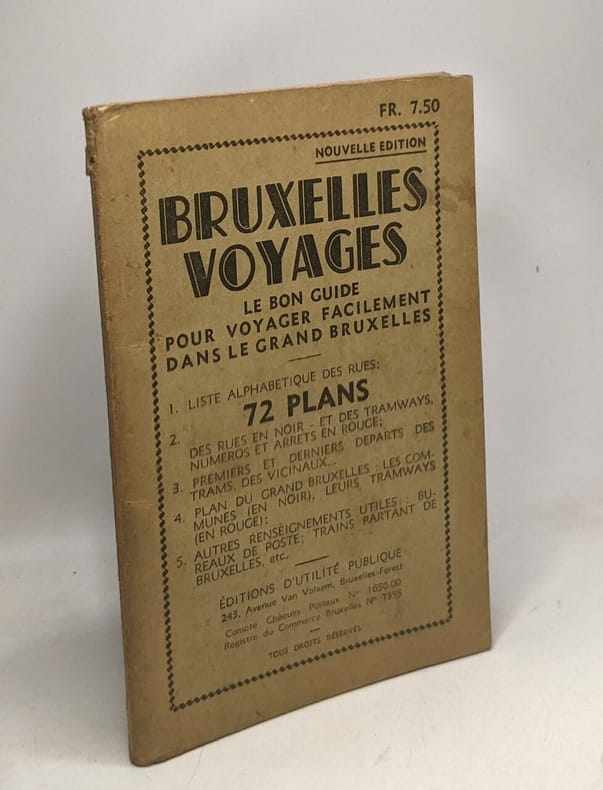 FR. 7.50
NOUVELLE EDITION
BRUXELLES
VOYAGES
LE BON GUIDE
POUR VOYAGER FACILEMENT
DANS LE GRAND BRUXELLES
1. LISTE ALPHABETIQUE DES RUES;
72 PLANS
2. DES RUES EN NOIR - ET DES TRAMWAYS,
NUMEROS ET ARRETS EN ROUGE;
3. PREMIERS ET DERNIERS DEPARTS DES
TRAMS, DES VICINAUX...
4. PLAN DU GRAND BRUXELLES : LES COM-
MUNES (EN NOIR), LEURS TRAMWAYS
(EN ROUGE);
5. AUTRES RENSEIGNEMENTS UTILES : BU-
REAUX DE POSTE; TRAINS PARTANT DE
BRUXELLES, etc.
ÉDITIONS D'UTILITÉ PUBLIQUE
243, Avenue Van Volxem, Bruxelles-Forest
Compte Chèques Postaux N° 1650.00
Registre du Commerce Bruxelles N° 7355
TOUS DROITS RÉSERVÉS